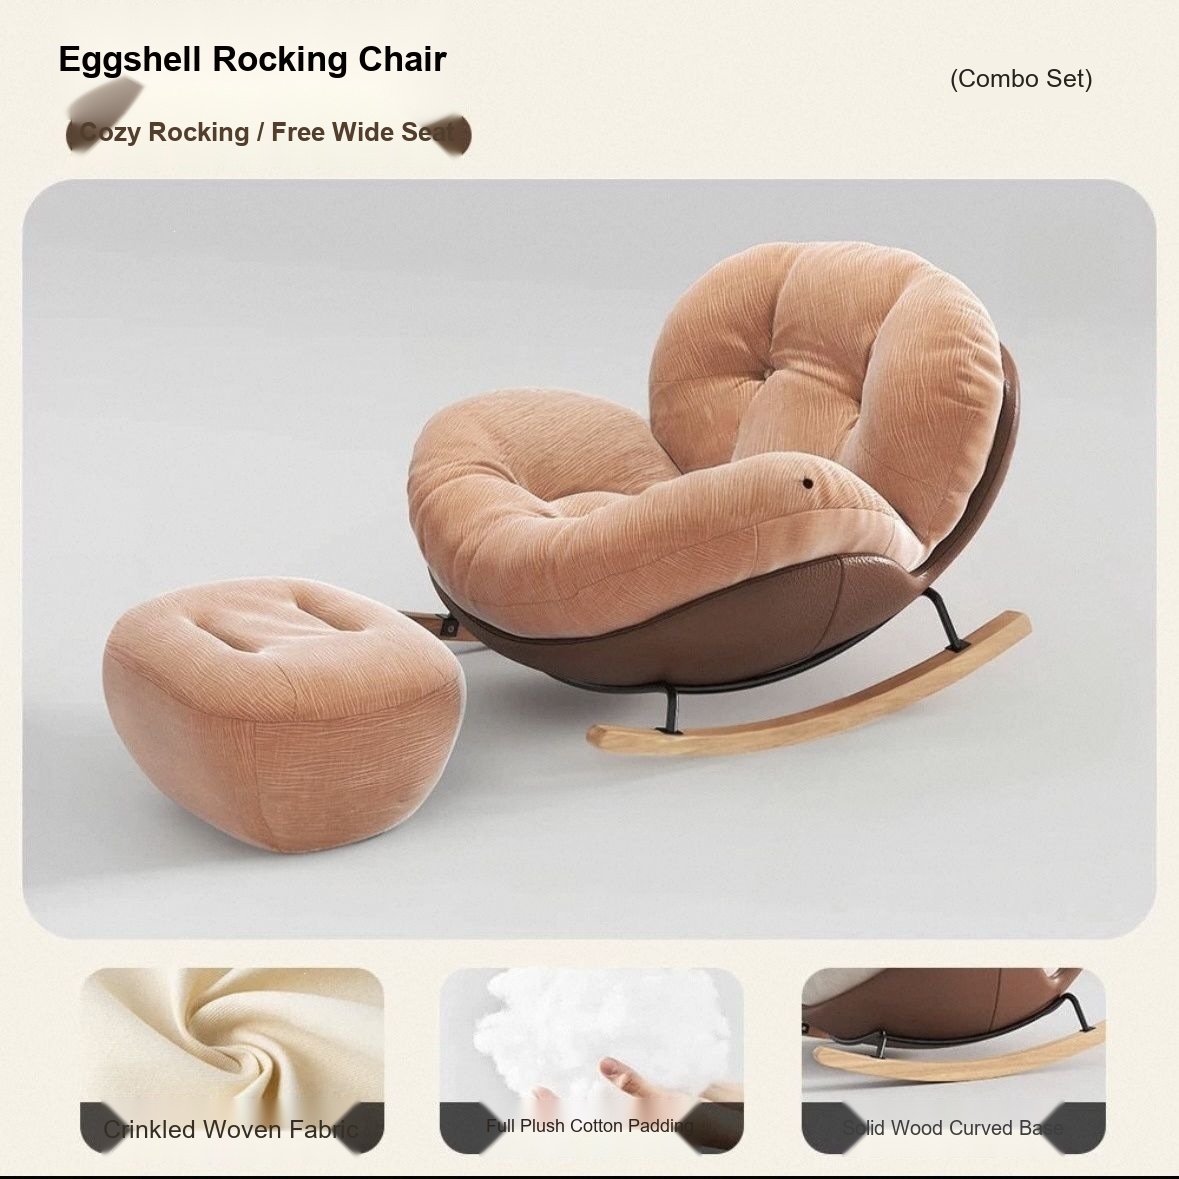 Eggshell Rocking Chair
(Combo Set)
Cozy Rocking / Free Wide Seat
Crinkled Woven Fabric
Full Plush Cotton Padding
Solid Wood Curved Base